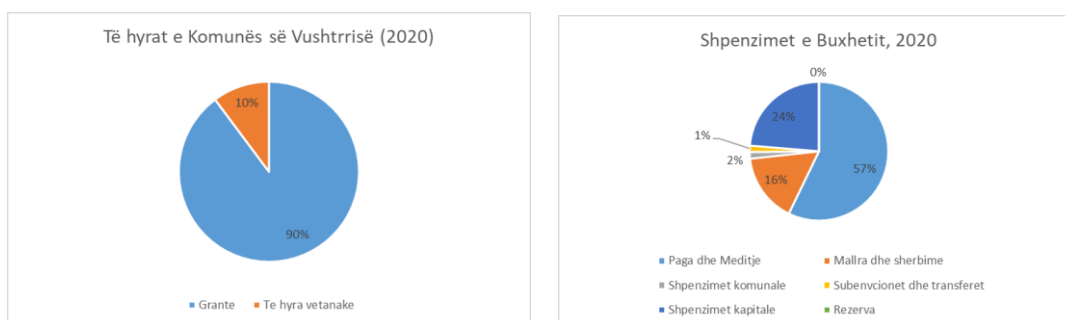 Të hyrat e Komunës së Vushtrrisë (2020)
10%
90%
Grante
Te hyra vetanake
Shpenzimet e Buxhetit, 2020
0%
24%
1%
2%
57%
16%
Paga dhe Meditje
Mallra dhe sherbime
Shpenzimet komunale
Subenvcionet dhe transferet
Shpenzimet kapitale
Rezerva